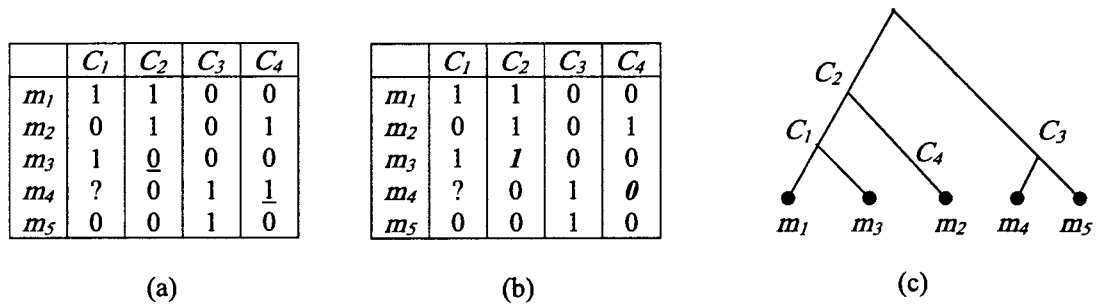 C1 C2 C3 C4
m1 1 1 0 0
m2 0 1 0 1
m3 1 0 0 0
m4 ? 0 1 1
m5 0 0 1 0
(a)
C1 C2 C3 C4
m1 1 1 0 0
m2 0 1 0 1
m3 1 1 0 0
m4 ? 0 1 0
m5 0 0 1 0
(b)
C2
C1 C4 C3
m1 m3 m2 m4 m5
(c)